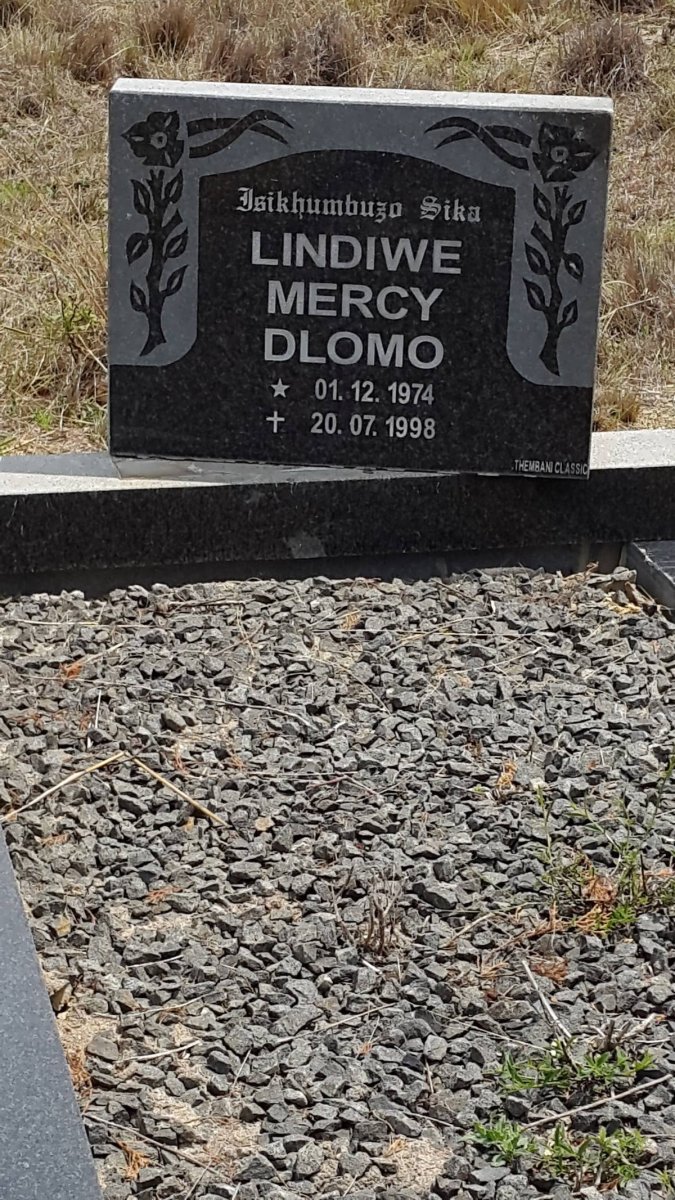 Isikhumbuzo Sika
LINDIWE
MERCY
DLOMO
★ 01. 12. 1974
✝ 20. 07. 1998
THEMBANI CLASSIC